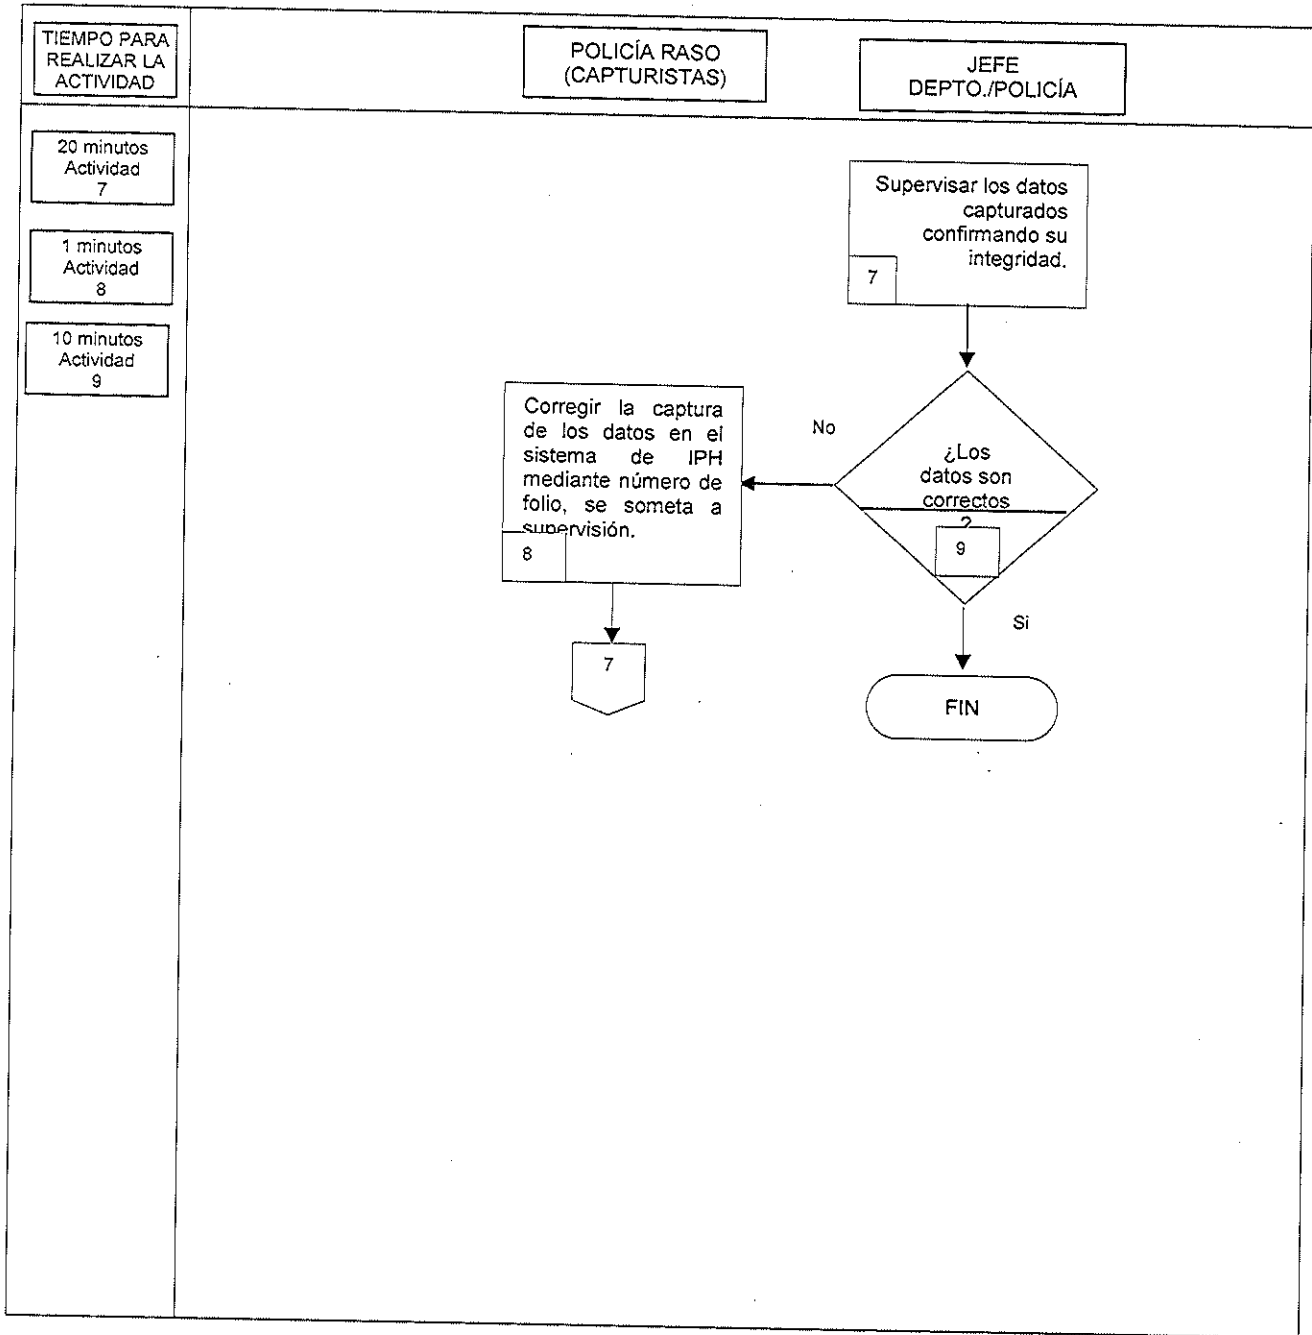 TIEMPO PARA
REALIZAR LA
ACTIVIDAD
POLICÍA RASO
(CAPTURISTAS)
JEFE
DEPTO./POLICÍA
20 minutos
Actividad
7
1 minutos
Actividad
8
10 minutos
Actividad
9
Supervisar los datos
capturados
confirmando su
integridad.
7
Corregir la captura
de los datos en el
sistema de IPH
mediante número de
folio, se someta a
supervisión.
8
No
¿Los
datos son
correctos
?
9
Si
7
FIN